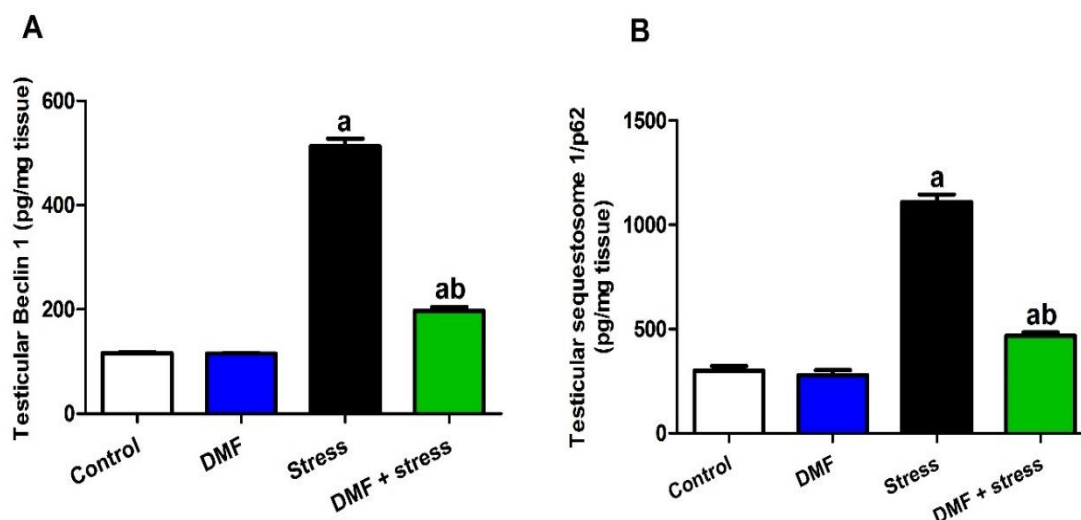 A
Testicular Beclin 1 (pg/mg tissue)
600
400
200
0
a
ab
Control
DMF
Stress
DMF + stress
B
Testicular sequestosome 1/p62
(pg/mg tissue)
1500
1000
500
0
a
ab
Control
DMF
Stress
DMF + stress